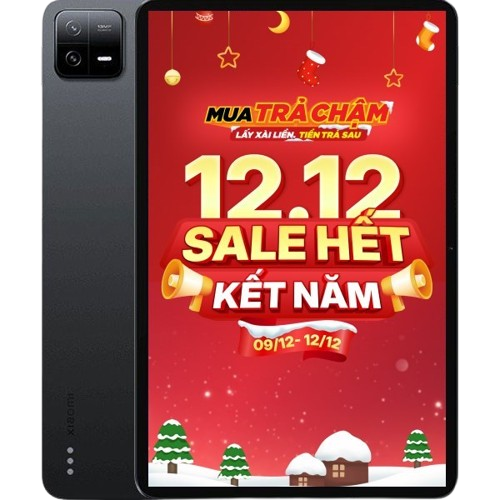 MUA TRẢ CHẬM
LẤY XÀI LIỀN. TIỀN TRẢ SAU
12.12
SALE HẾT
KẾT NĂM
09/12- 12/12
xiaomi